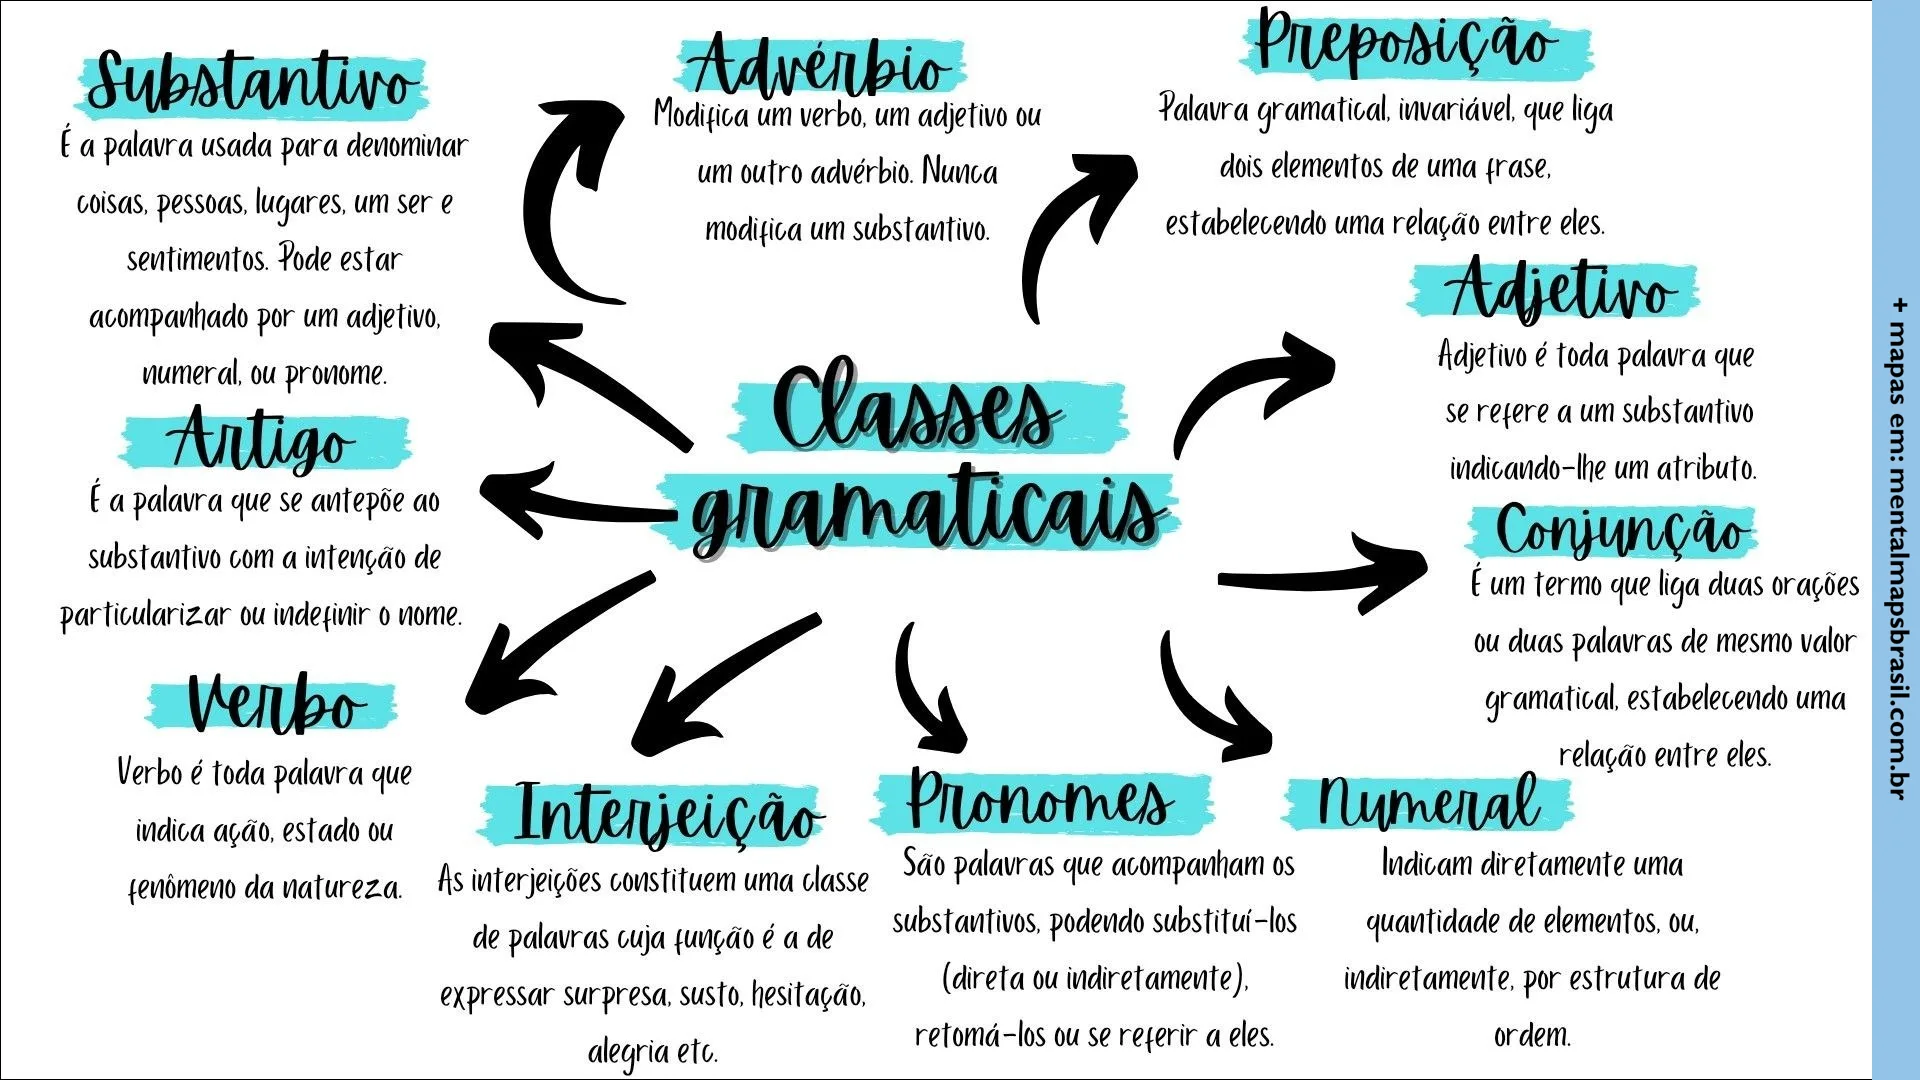 Substantivo
É a palavra usada para denominar
coisas, pessoas, lugares, um ser e
sentimentos. Pode estar
acompanhado por um adjetivo,
numeral, ou pronome.
Advérbio
Modifica um verbo, um adjetivo ou
um outro advérbio. Nunca
modifica um substantivo.
Preposição
Palavra gramatical, invariável, que liga
dois elementos de uma frase,
estabelecendo uma relação entre eles.
Adjetivo
Adjetivo é toda palavra que
se refere a um substantivo
indicando-lhe um atributo.
Classes
gramaticais
Artigo
É a palavra que se antepõe ao
substantivo com a intenção de
particularizar ou indefinir o nome.
Conjunção
É um termo que liga duas orações
ou duas palavras de mesmo valor
gramatical, estabelecendo uma
relação entre eles.
Verbo
Verbo é toda palavra que
indica ação, estado ou
fenômeno da natureza.
Interjeição
As interjeições constituem uma classe
de palavras cuja função é a de
expressar surpresa, susto, hesitação,
alegria etc.
Pronomes
São palavras que acompanham os
substantivos, podendo substituí-los
(direta ou indiretamente),
retomá-los ou se referir a eles.
Numeral
Indicam diretamente uma
quantidade de elementos, ou,
indiretamente, por estrutura de
ordem.
+ mapas em: mentalmapsbrasil.com.br